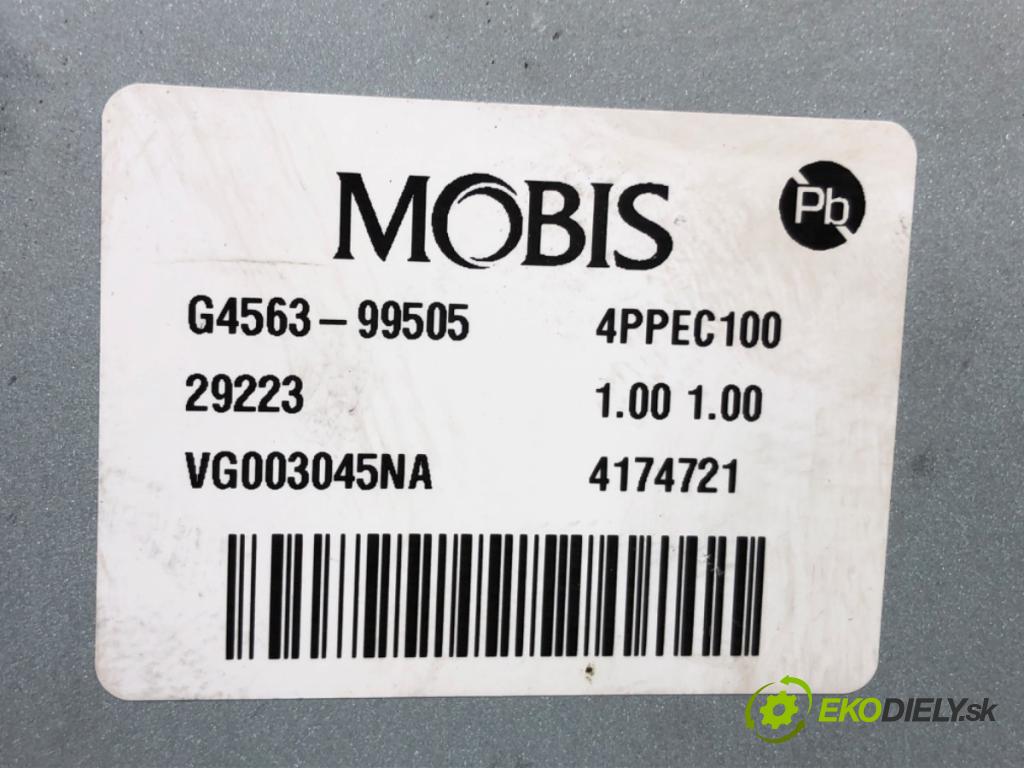 MOBIS
Pb
G4563-99505 4PPEC100
29223 1.00 1.00
VG003045NA 4174721
EKODIELY.sk